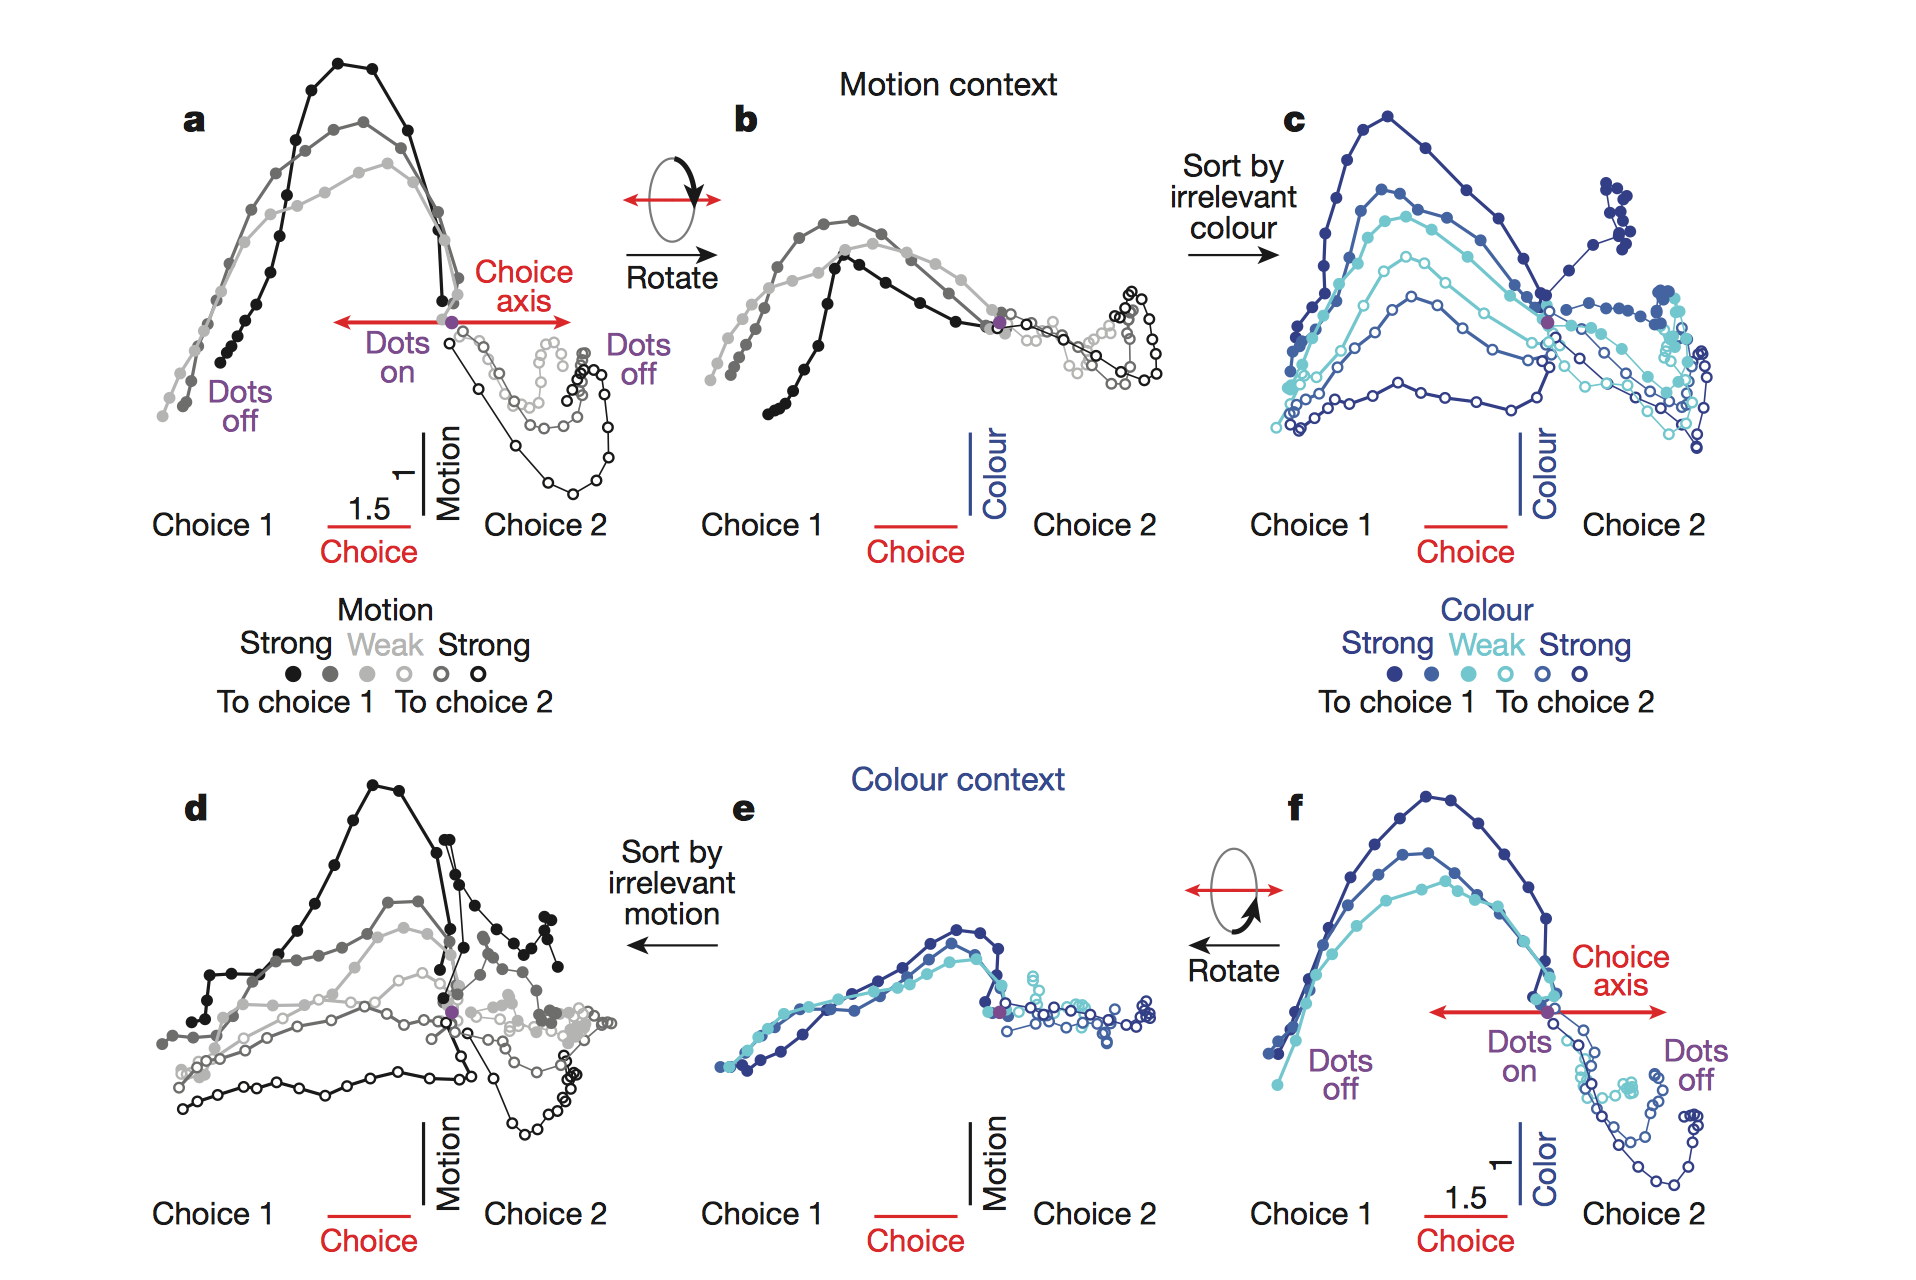 Motion context
a
b
c
Sort by
irrelevant
colour
Rotate
Choice
axis
Dots
on
Dots
off
Dots
off
1
Motion
1.5
Choice 1
Choice
Choice 2
Colour
Choice 1
Choice
Choice 2
Colour
Choice 1
Choice
Choice 2
Motion
Strong Weak Strong
To choice 1 To choice 2
Colour
Strong Weak Strong
To choice 1 To choice 2
Colour context
d
e
f
Sort by
irrelevant
motion
Rotate
Choice
axis
Dots
on
Dots
off
Dots
off
Motion
Choice 1
Choice
Choice 2
Motion
Choice 1
Choice
Choice 2
1
Color
1.5
Choice 1
Choice
Choice 2